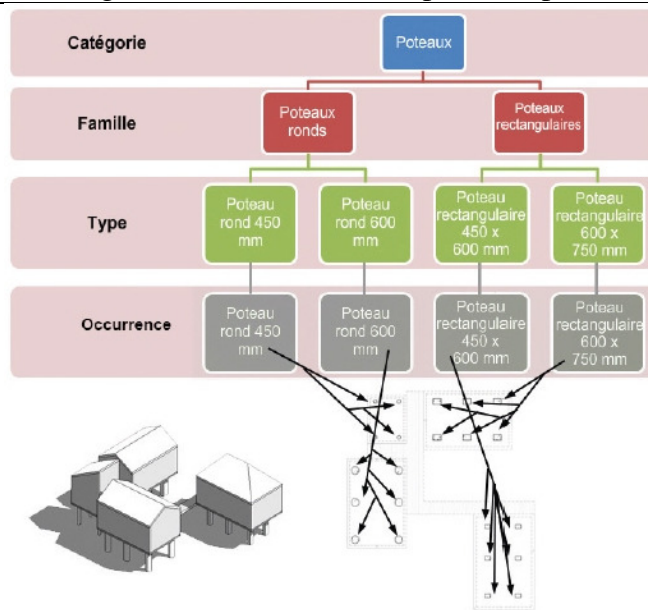 Catégorie
Poteaux
Famille
Poteaux
ronds
Poteaux
rectangulaires
Type
Poteau
rond 450
mm
Poteau
rond 600
mm
Poteau
rectangulaire
450 x
600 mm
Poteau
rectangulaire
600 x
750 mm
Occurrence
Poteau
rond 450
mm
Poteau
rond 600
mm
Poteau
rectangulaire
450 x
600 mm
Poteau
rectangulaire
600 x
750 mm